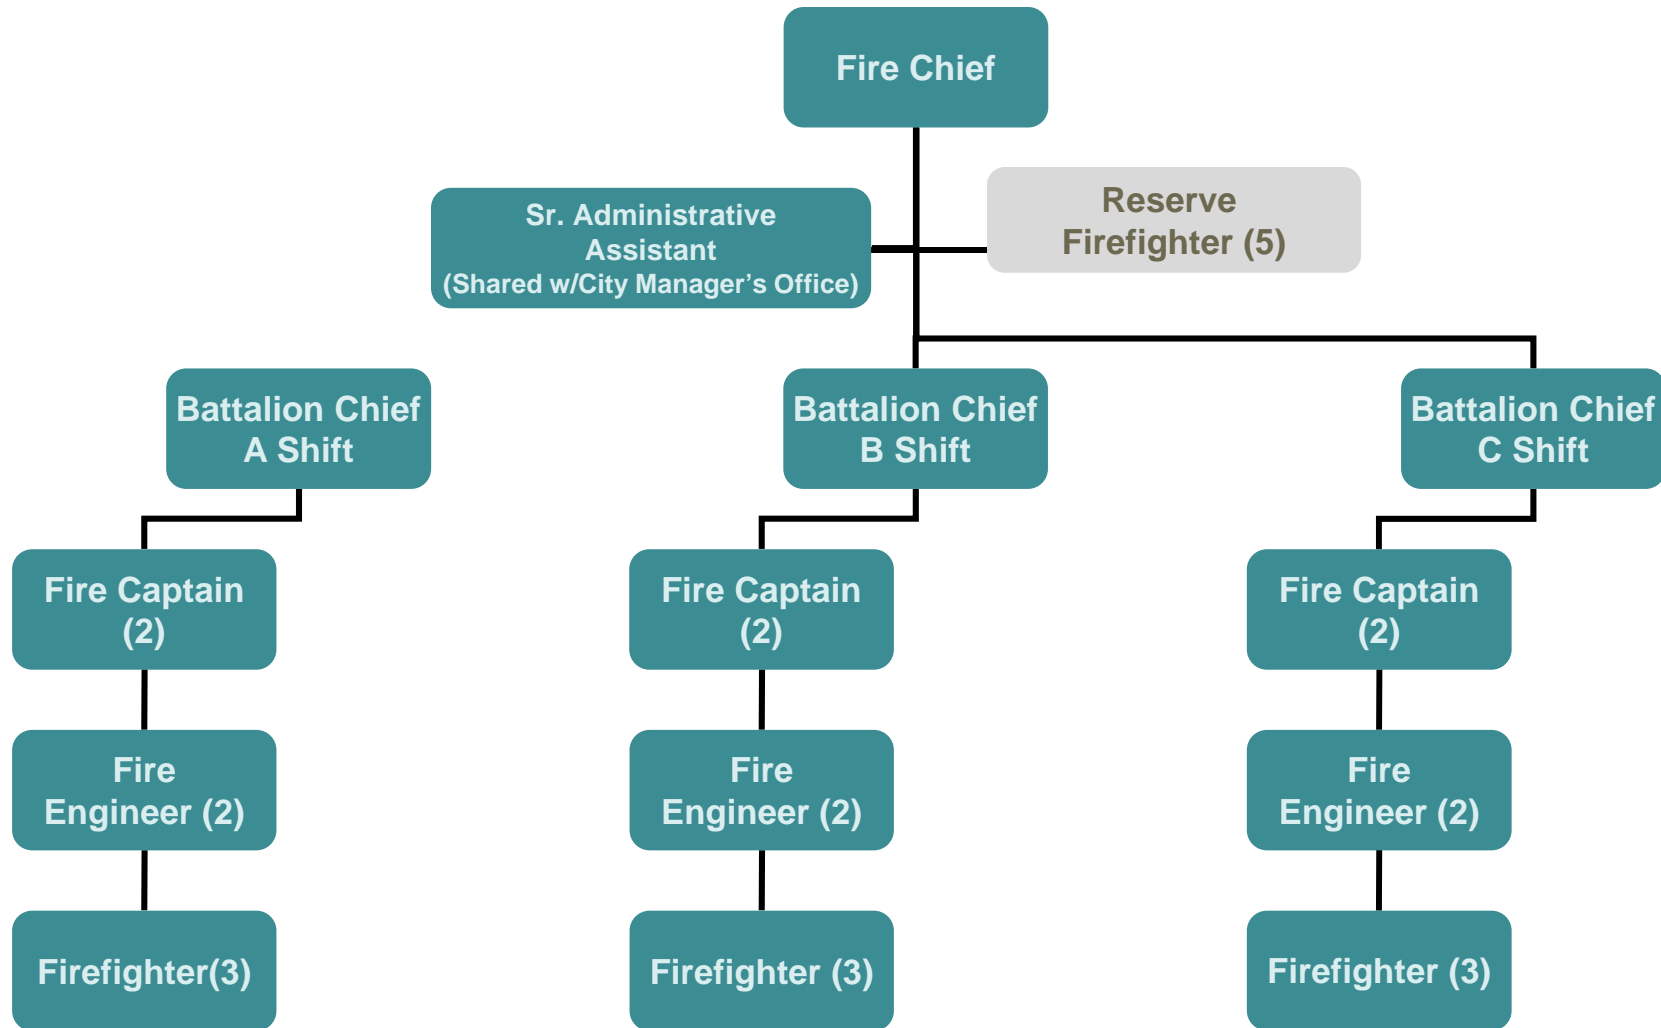 Fire Chief
Sr. Administrative
Assistant
(Shared w/City Manager’s Office)
Reserve
Firefighter (5)
Battalion Chief
A Shift
Battalion Chief
B Shift
Battalion Chief
C Shift
Fire Captain
(2)
Fire Captain
(2)
Fire Captain
(2)
Fire
Engineer (2)
Fire
Engineer (2)
Fire
Engineer (2)
Firefighter(3)
Firefighter (3)
Firefighter (3)